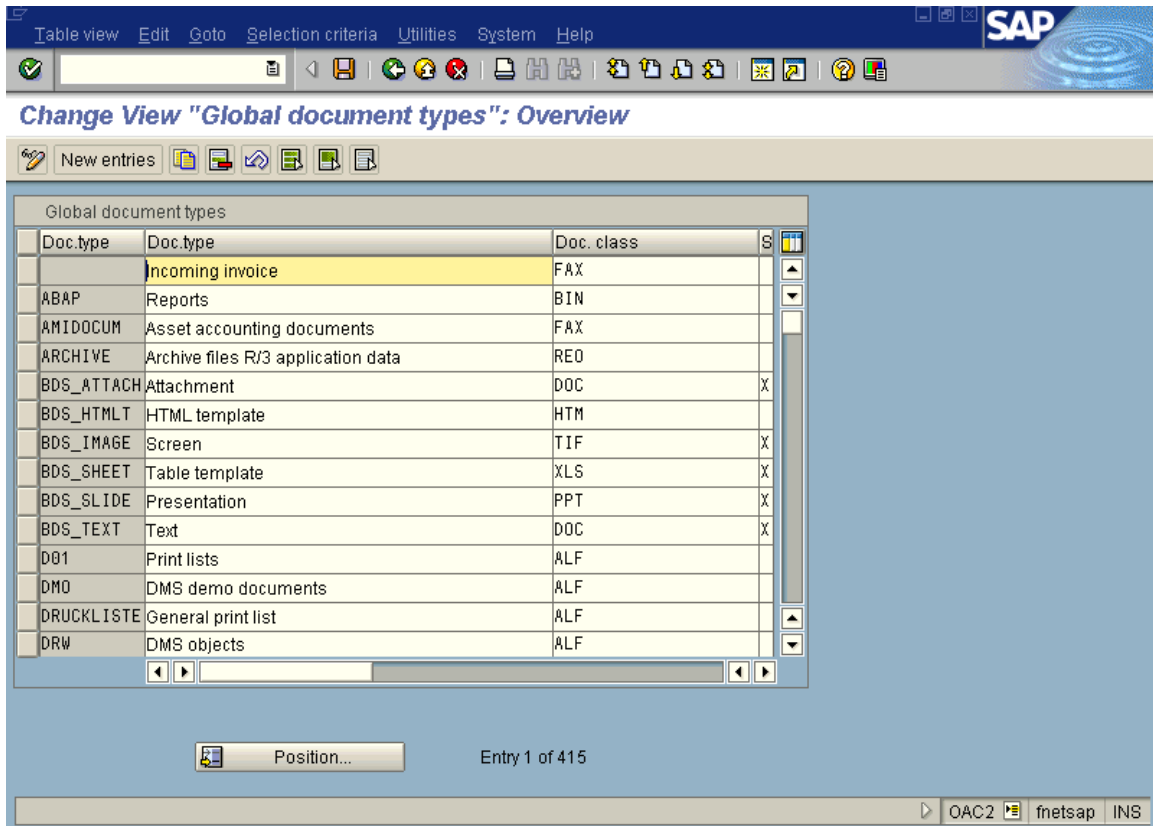 Table view Edit Goto Selection criteria Utilities System Help
SAP
Change View "Global document types": Overview
New entries
Global document types
Doc.type Doc.type Doc. class S
Incoming invoice FAX
ABAP Reports BIN
AMIDOCUM Asset accounting documents FAX
ARCHIVE Archive files R/3 application data REO
BDS_ATTACH Attachment DOC X
BDS_HTMLT HTML template HTM
BDS_IMAGE Screen TIF X
BDS_SHEET Table template XLS X
BDS_SLIDE Presentation PPT X
BDS_TEXT Text DOC X
D01 Print lists ALF
DMO DMS demo documents ALF
DRUCKLISTE General print list ALF
DRW DMS objects ALF
Position... Entry 1 of 415
OAC2 fnetsap INS